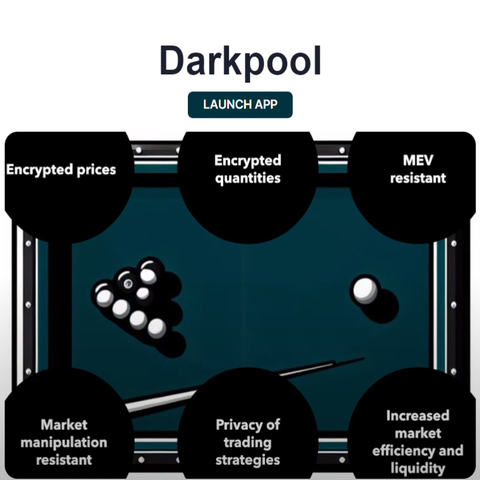 Darkpool
LAUNCH APP
Encrypted prices
Encrypted
quantities
MEV
resistant
Market
manipulation
resistant
Privacy of
trading
strategies
Increased
market
efficiency and
liquidity